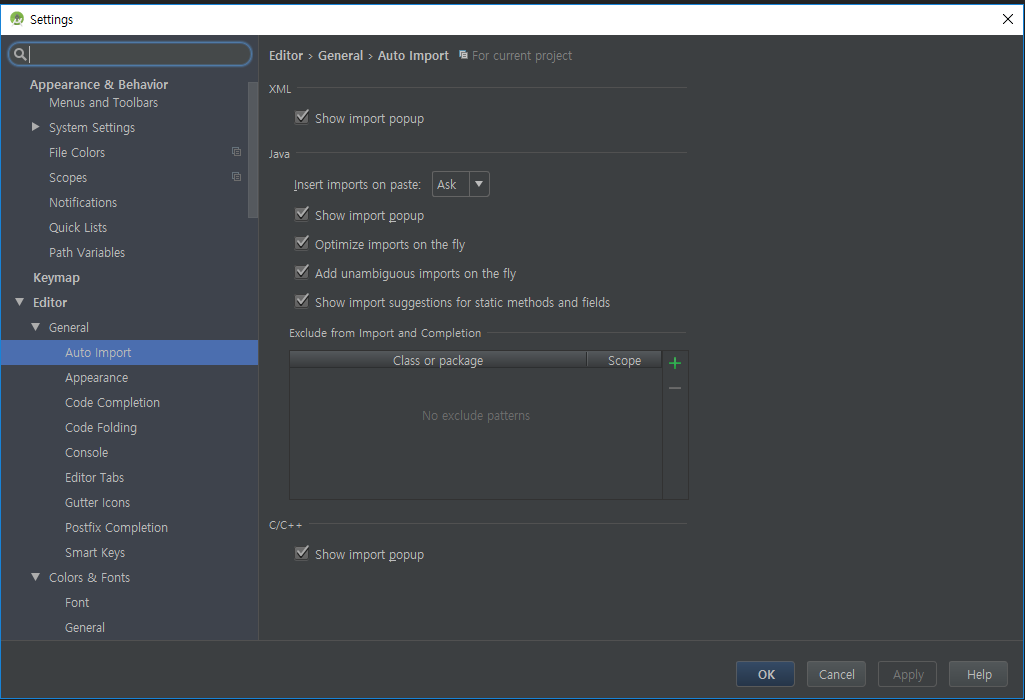 Settings
Appearance & Behavior
Menus and Toolbars
System Settings
File Colors
Scopes
Notifications
Quick Lists
Path Variables
Keymap
Editor
General
Auto Import
Appearance
Code Completion
Code Folding
Console
Editor Tabs
Gutter Icons
Postfix Completion
Smart Keys
Colors & Fonts
Font
General
Editor › General › Auto Import For current project
XML
Show import popup
Java
Insert imports on paste: Ask
Show import popup
Optimize imports on the fly
Add unambiguous imports on the fly
Show import suggestions for static methods and fields
Exclude from Import and Completion
Class or package Scope
No exclude patterns
C/C++
Show import popup
OK Cancel Apply Help